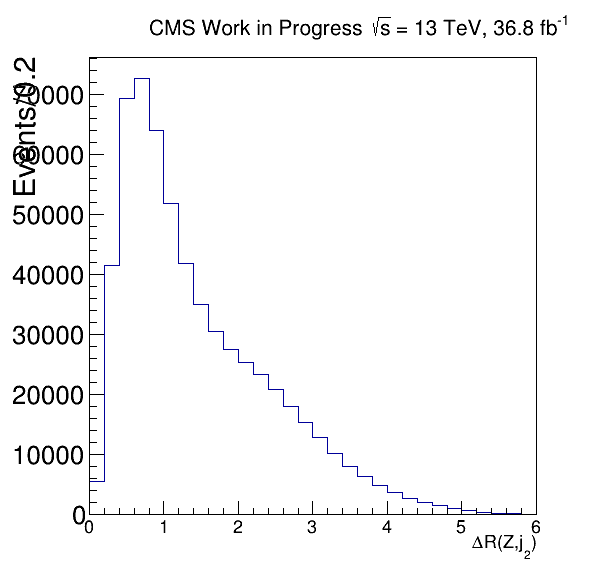 CMS Work in Progress √s = 13 TeV, 36.8 fb⁻¹
Events/0.2
70000
60000
50000
40000
30000
20000
10000
0
0 1 2 3 4 5 6
ΔR(Z,j₂)